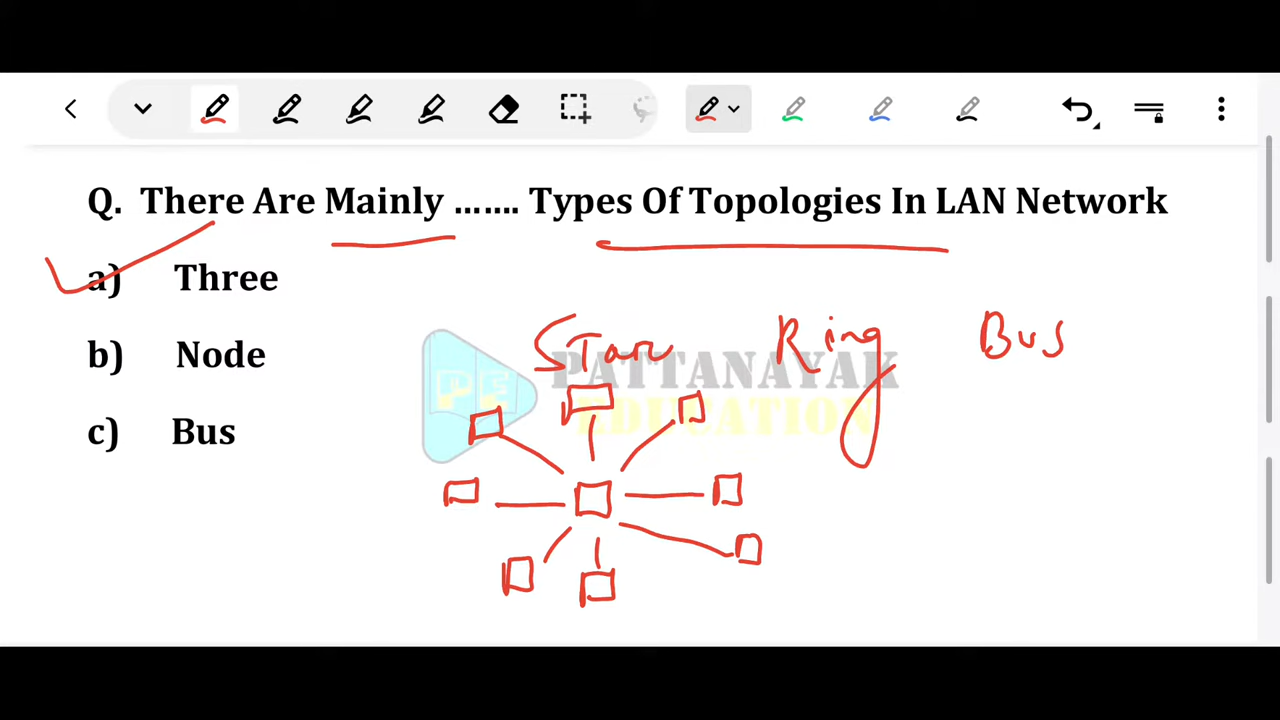 Q. There Are Mainly ……. Types Of Topologies In LAN Network
a) Three
b) Node
c) Bus
Star Ring Bus
PATTANAYAK
EDUCATION